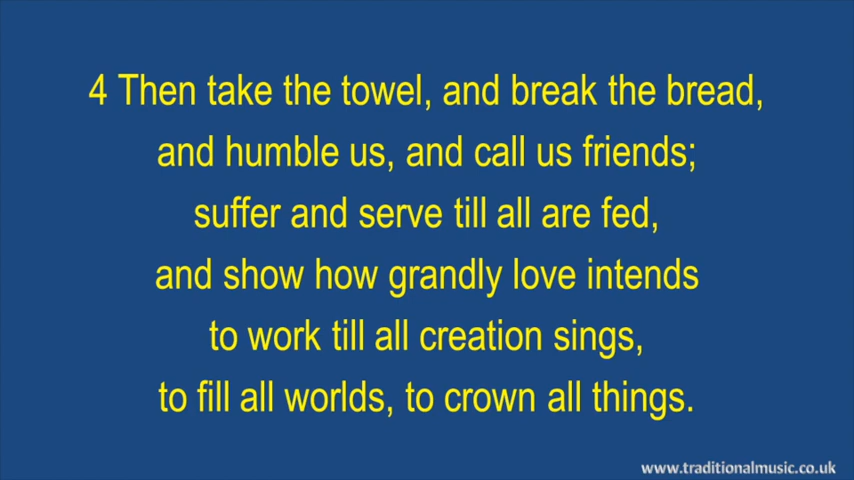 4 Then take the towel, and break the bread,
and humble us, and call us friends;
suffer and serve till all are fed,
and show how grandly love intends
to work till all creation sings,
to fill all worlds, to crown all things.
www.traditionalmusic.co.uk